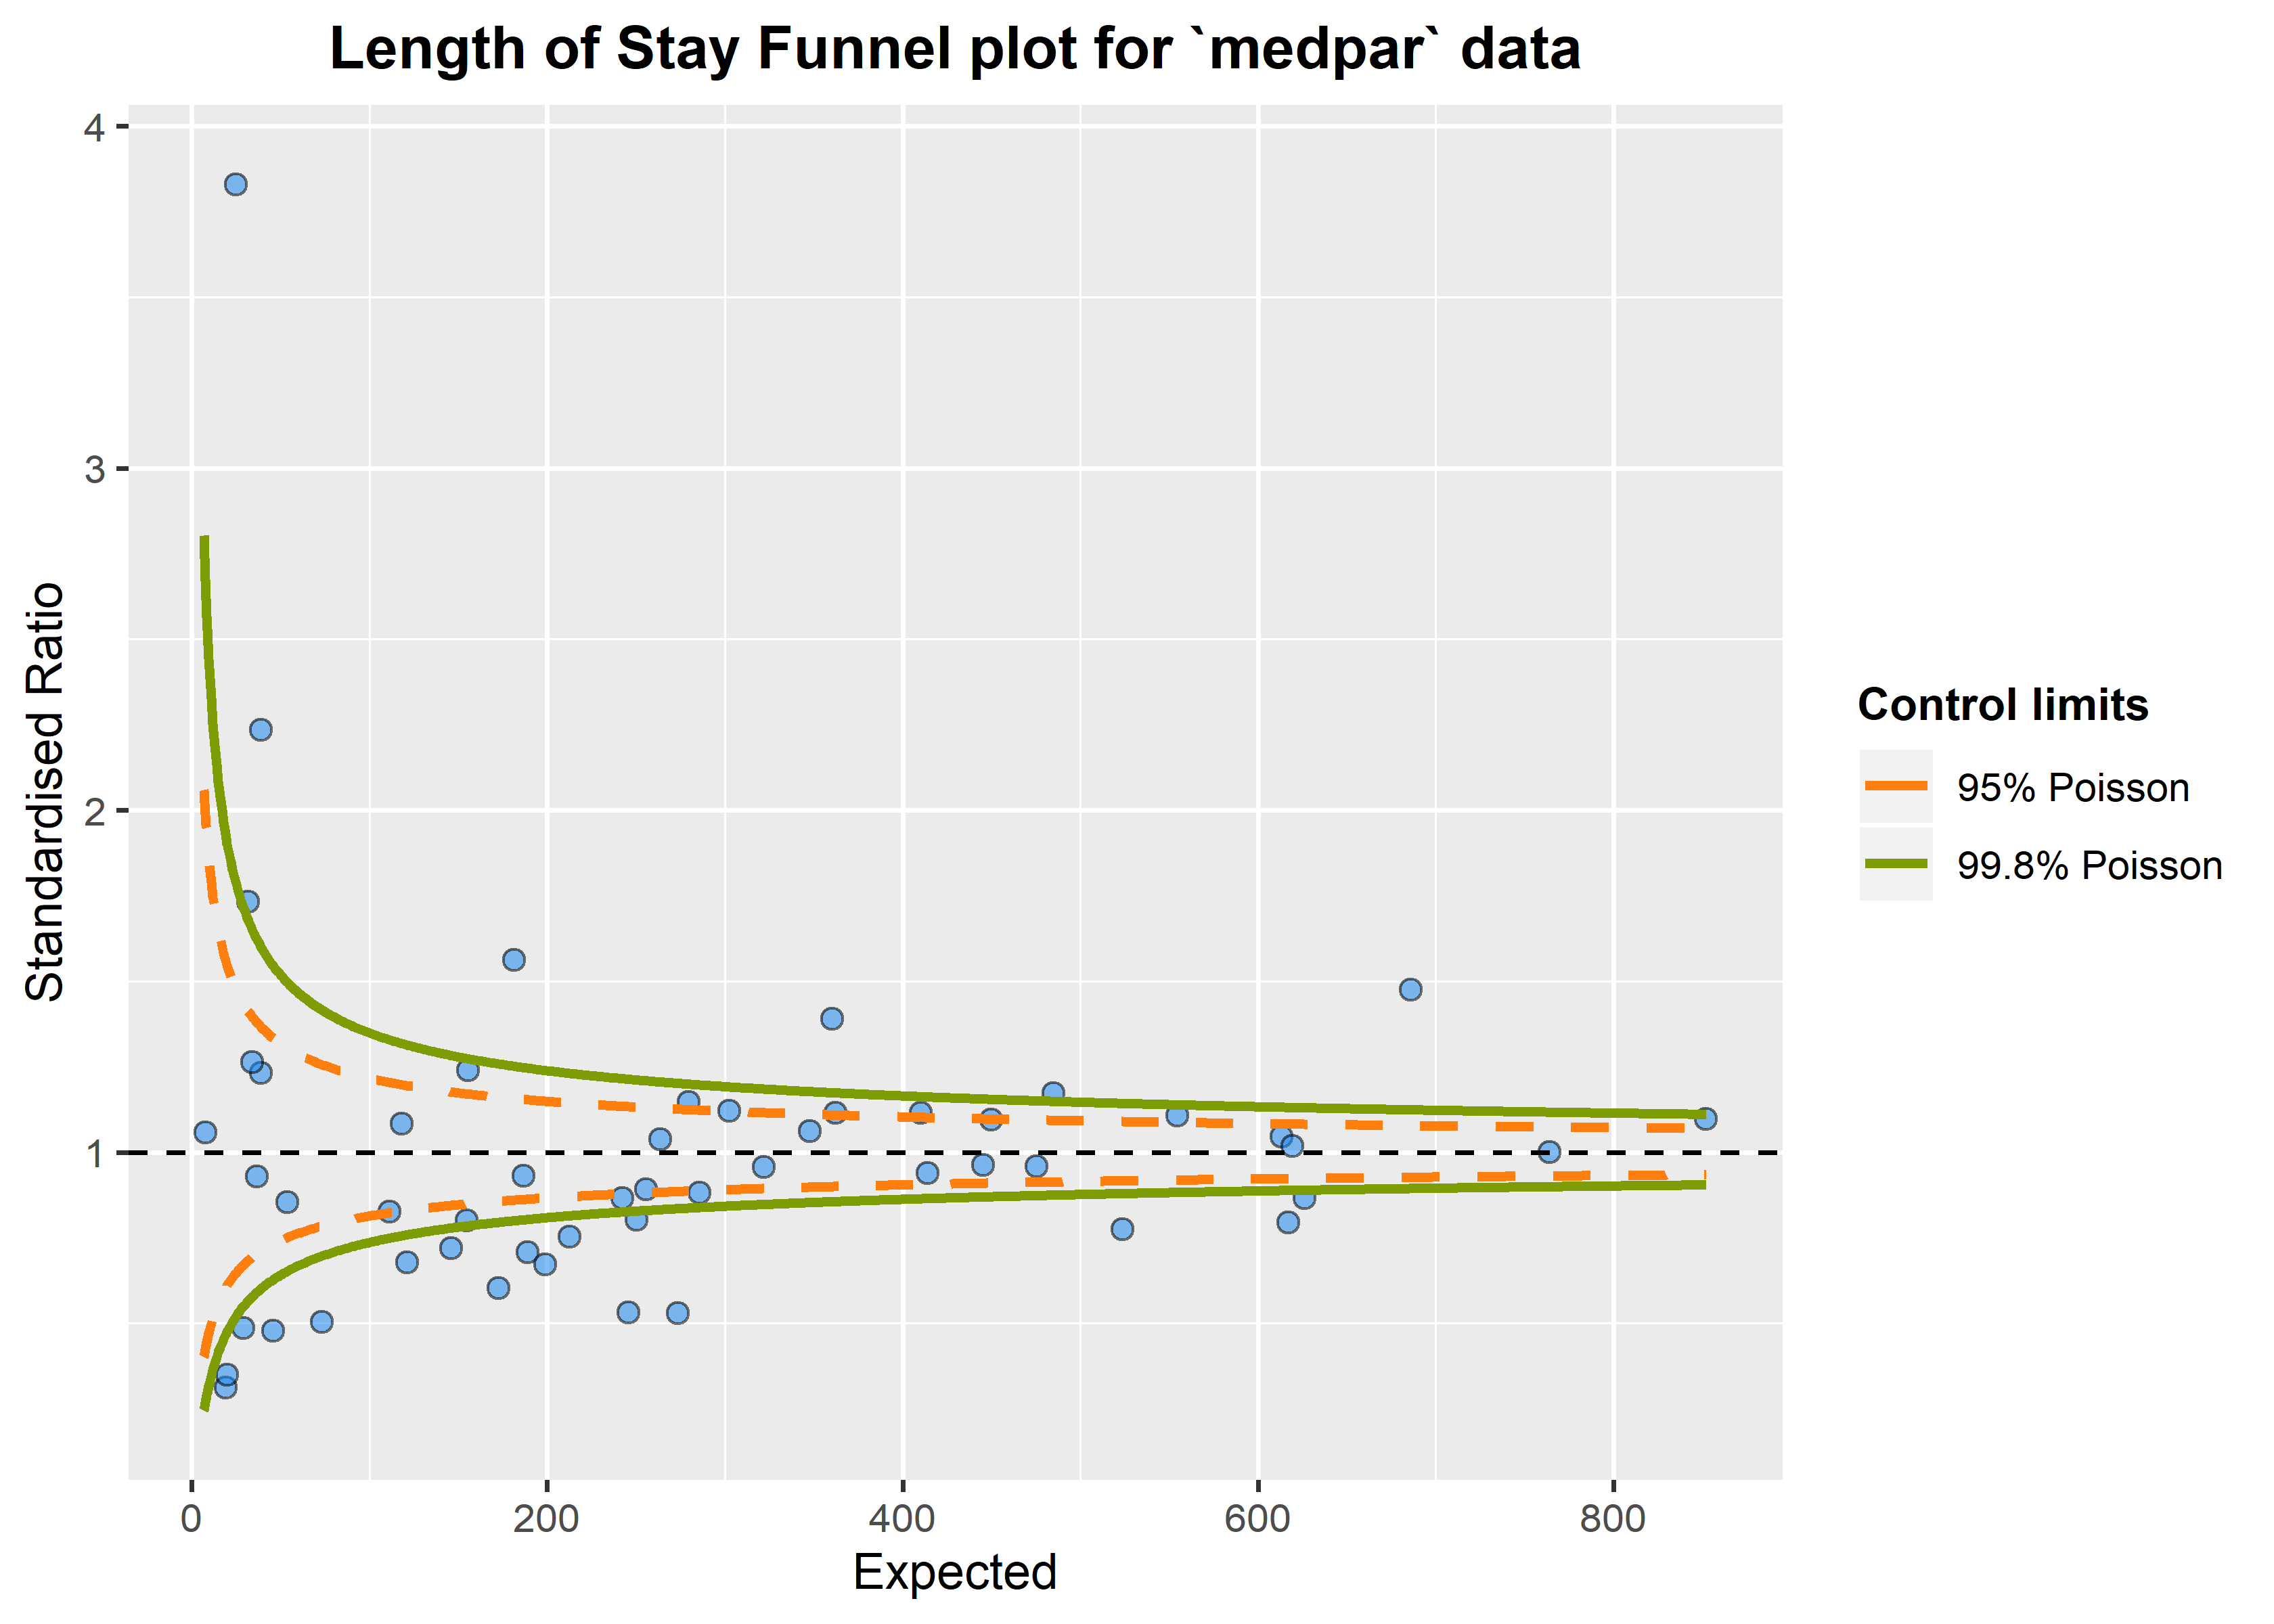 Length of Stay Funnel plot for `medpar` data
4
3
2
1
Standardised Ratio
0 200 400 600 800
Expected
Control limits
95% Poisson
99.8% Poisson